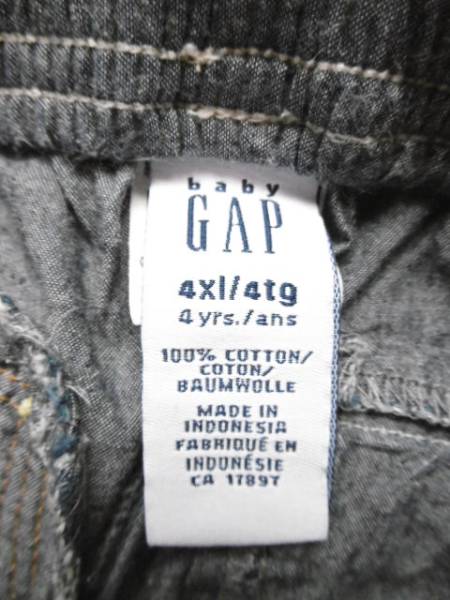 baby
GAP
4xl/4tg
4 yrs./ans
100% COTTON/
COTON/
BAUMWOLLE
MADE IN
INDONESIA
FABRIQUÉ EN
INDONÉSIE
CA 17897